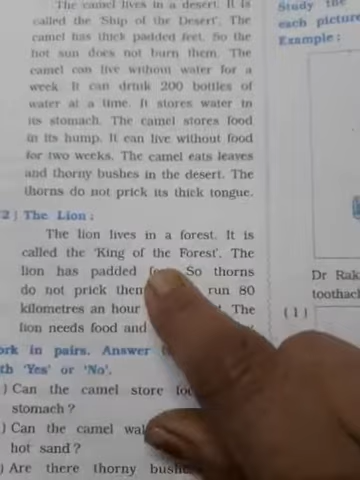 The camel lives in a desert. It is
called the 'Ship of the Desert'. The
camel has thick padded feet. So the
hot sun does not burn them. The
camel can live without water for a
week. It can drink 200 bottles of
water at a time. It stores water in
its stomach. The camel stores food
in its hump. It can live without food
for two weeks. The camel eats leaves
and thorny bushes in the desert. The
thorns do not prick its thick tongue.
2] The Lion :
The lion lives in a forest. It is
called the 'King of the Forest'. The
lion has padded So thorns
do not prick run 80
kilometres an hour The
lion needs food and
in pairs. Answer
'Yes' or 'No'.
) Can the camel store
stomach ?
) Can the camel
hot sand ?
) Are there thorny
Study the
each picture
Example :
Dr
(1)